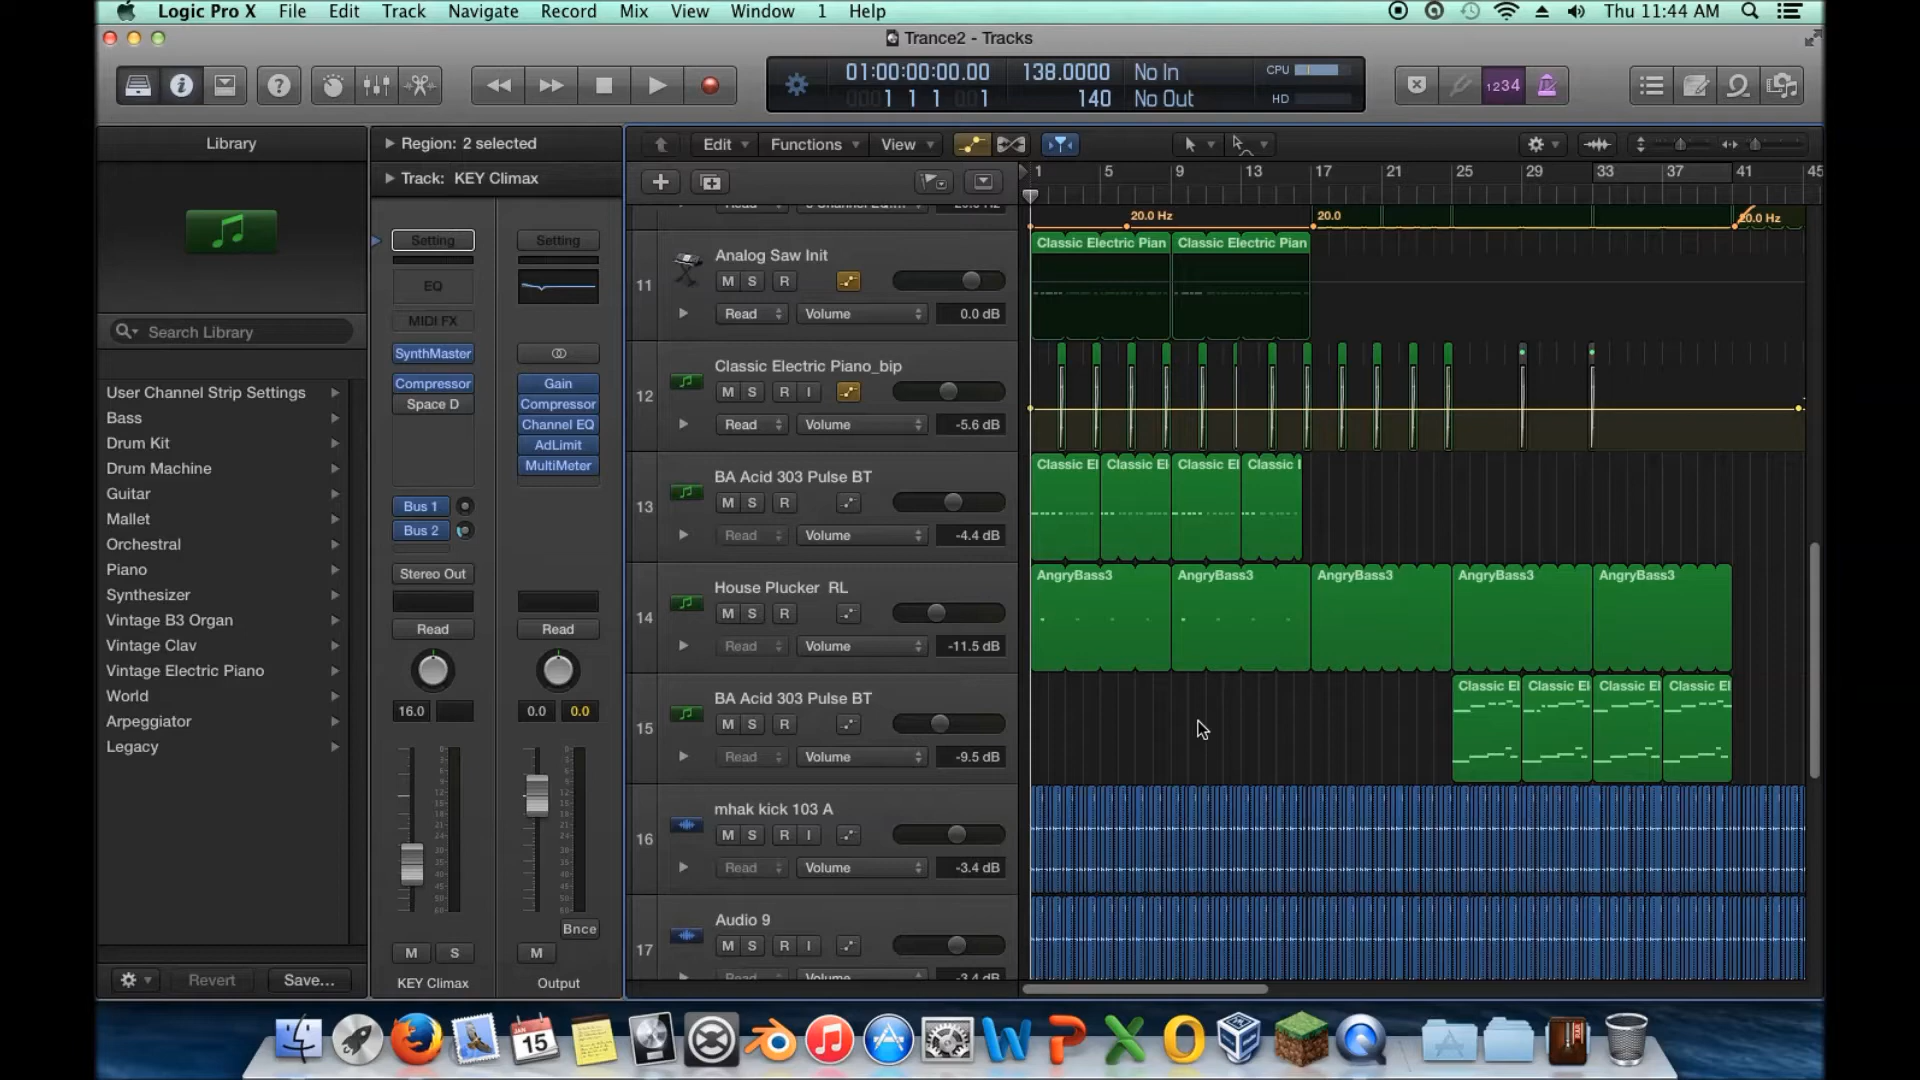 Logic Pro X File Edit Track Navigate Record Mix View Window 1 Help Thu 11:44 AM
Trance2 - Tracks
01:00:00:00.00 138.0000 No In CPU
1 1 1 1 140 No Out HD
1234
Library
Region: 2 selected
Edit Functions View
Track: KEY Climax
1 5 9 13 17 21 25 29 33 37 41 45
Search Library
User Channel Strip Settings
Bass
Drum Kit
Drum Machine
Guitar
Mallet
Orchestral
Piano
Synthesizer
Vintage B3 Organ
Vintage Clav
Vintage Electric Piano
World
Arpeggiator
Legacy
Revert Save...
Setting Setting
EQ
MIDI FX
SynthMaster
Compressor Gain
Space D Compressor
Channel EQ
AdLimit
MultiMeter
Bus 1
Bus 2
Stereo Out
Read Read
16.0 0.0 0.0
Bnce
M S M
KEY Climax Output
20.0 Hz 20.0 20.0 Hz
11 Analog Saw Init
M S R
Read Volume 0.0 dB
Classic Electric Pian Classic Electric Pian
12 Classic Electric Piano_bip
M S R I
Read Volume -5.6 dB
13 BA Acid 303 Pulse BT
M S R
Read Volume -4.4 dB
Classic El Classic El Classic El Classic
14 House Plucker RL
M S R
Read Volume -11.5 dB
AngryBass3 AngryBass3 AngryBass3 AngryBass3 AngryBass3
15 BA Acid 303 Pulse BT
M S R
Read Volume -9.5 dB
Classic El Classic El Classic El Classic El
16 mhak kick 103 A
M S R I
Read Volume -3.4 dB
17 Audio 9
M S R I
Read Volume -3.4 dB
JAN
15